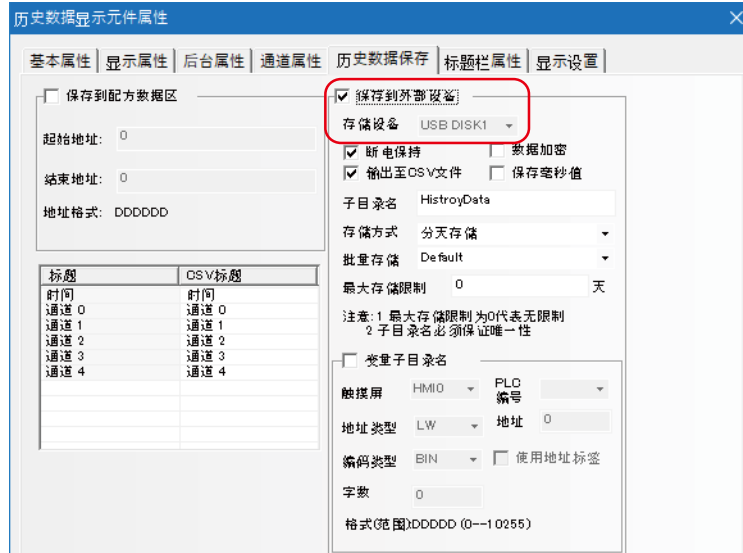 历史数据显示元件属性
基本属性 显示属性 后台属性 通道属性 历史数据保存 标题栏属性 显示设置
保存到配方数据区
起始地址: 0
结束地址: 0
地址格式: DDDDDD
标题 CSV标题
时间 时间
通道 0 通道 0
通道 1 通道 1
通道 2 通道 2
通道 3 通道 3
通道 4 通道 4
保存到外部设备
存储设备 USB DISK1
断电保持 数据加密
输出至CSV文件 保存毫秒值
子目录名 HistroyData
存储方式 分天存储
批量存储 Default
最大存储限制 0 天
注意:1 最大存储限制为0代表无限制
2 子目录名必须保证唯一性
变量子目录名
触摸屏 HMI0 PLC编号
地址类型 LW 地址 0
编码类型 BIN 使用地址标签
字数 0
格式(范围):DDDDD (0--10255)